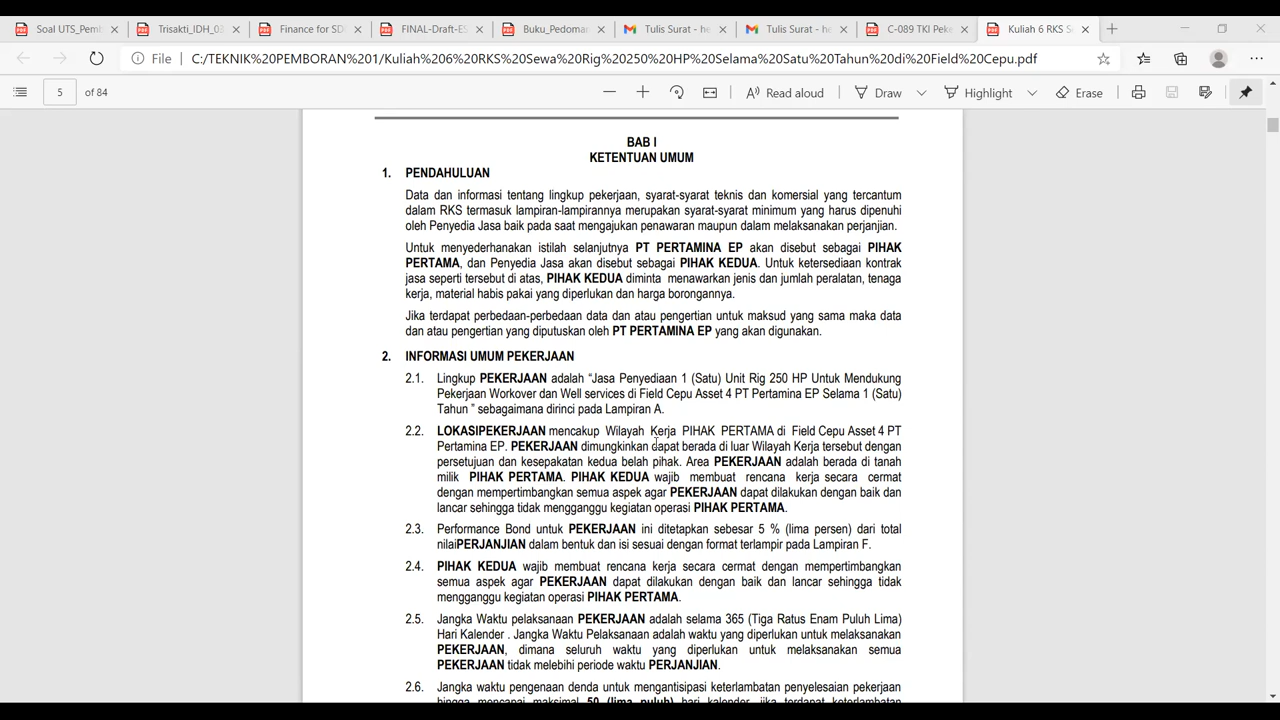 Soal UTS_Pemb
Trisakti_IDH_03
Finance for SD
FINAL-Draft-ES
Buku_Pedoman
Tulis Surat - he
Tulis Surat - he
C-089 TKI Peke
Kuliah 6 RKS S
File
C:/TEKNIK%20PEMBORAN%201/Kuliah%206%20RKS%20Sewa%20Rig%20250%20HP%20Selama%20Satu%20Tahun%20di%20Field%20Cepu.pdf
5 of 84
Read aloud
Draw
Highlight
Erase
BAB I
KETENTUAN UMUM
1. PENDAHULUAN
Data dan informasi tentang lingkup pekerjaan, syarat-syarat teknis dan komersial yang tercantum
dalam RKS termasuk lampiran-lampirannya merupakan syarat-syarat minimum yang harus dipenuhi
oleh Penyedia Jasa baik pada saat mengajukan penawaran maupun dalam melaksanakan perjanjian.
Untuk menyederhanakan istilah selanjutnya PT PERTAMINA EP akan disebut sebagai PIHAK
PERTAMA, dan Penyedia Jasa akan disebut sebagai PIHAK KEDUA. Untuk ketersediaan kontrak
jasa seperti tersebut di atas, PIHAK KEDUA diminta menawarkan jenis dan jumlah peralatan, tenaga
kerja, material habis pakai yang diperlukan dan harga borongannya.
Jika terdapat perbedaan-perbedaan data dan atau pengertian untuk maksud yang sama maka data
dan atau pengertian yang diputuskan oleh PT PERTAMINA EP yang akan digunakan.
2. INFORMASI UMUM PEKERJAAN
2.1. Lingkup PEKERJAAN adalah “Jasa Penyediaan 1 (Satu) Unit Rig 250 HP Untuk Mendukung
Pekerjaan Workover dan Well services di Field Cepu Asset 4 PT Pertamina EP Selama 1 (Satu)
Tahun ” sebagaimana dirinci pada Lampiran A.
2.2. LOKASIPEKERJAAN mencakup Wilayah Kerja PIHAK PERTAMA di Field Cepu Asset 4 PT
Pertamina EP. PEKERJAAN dimungkinkan dapat berada di luar Wilayah Kerja tersebut dengan
persetujuan dan kesepakatan kedua belah pihak. Area PEKERJAAN adalah berada di tanah
milik PIHAK PERTAMA. PIHAK KEDUA wajib membuat rencana kerja secara cermat
dengan mempertimbangkan semua aspek agar PEKERJAAN dapat dilakukan dengan baik dan
lancar sehingga tidak mengganggu kegiatan operasi PIHAK PERTAMA.
2.3. Performance Bond untuk PEKERJAAN ini ditetapkan sebesar 5 % (lima persen) dari total
nilaiPERJANJIAN dalam bentuk dan isi sesuai dengan format terlampir pada Lampiran F.
2.4. PIHAK KEDUA wajib membuat rencana kerja secara cermat dengan mempertimbangkan
semua aspek agar PEKERJAAN dapat dilakukan dengan baik dan lancar sehingga tidak
mengganggu kegiatan operasi PIHAK PERTAMA.
2.5. Jangka Waktu pelaksanaan PEKERJAAN adalah selama 365 (Tiga Ratus Enam Puluh Lima)
Hari Kalender . Jangka Waktu Pelaksanaan adalah waktu yang diperlukan untuk melaksanakan
PEKERJAAN, dimana seluruh waktu yang diperlukan untuk melaksanakan semua
PEKERJAAN tidak melebihi periode waktu PERJANJIAN.
2.6. Jangka waktu pengenaan denda untuk mengantisipasi keterlambatan penyelesaian pekerjaan
hingga mencapai maksimal 50 (lima puluh) hari kalender, jika terdapat keterlambatan